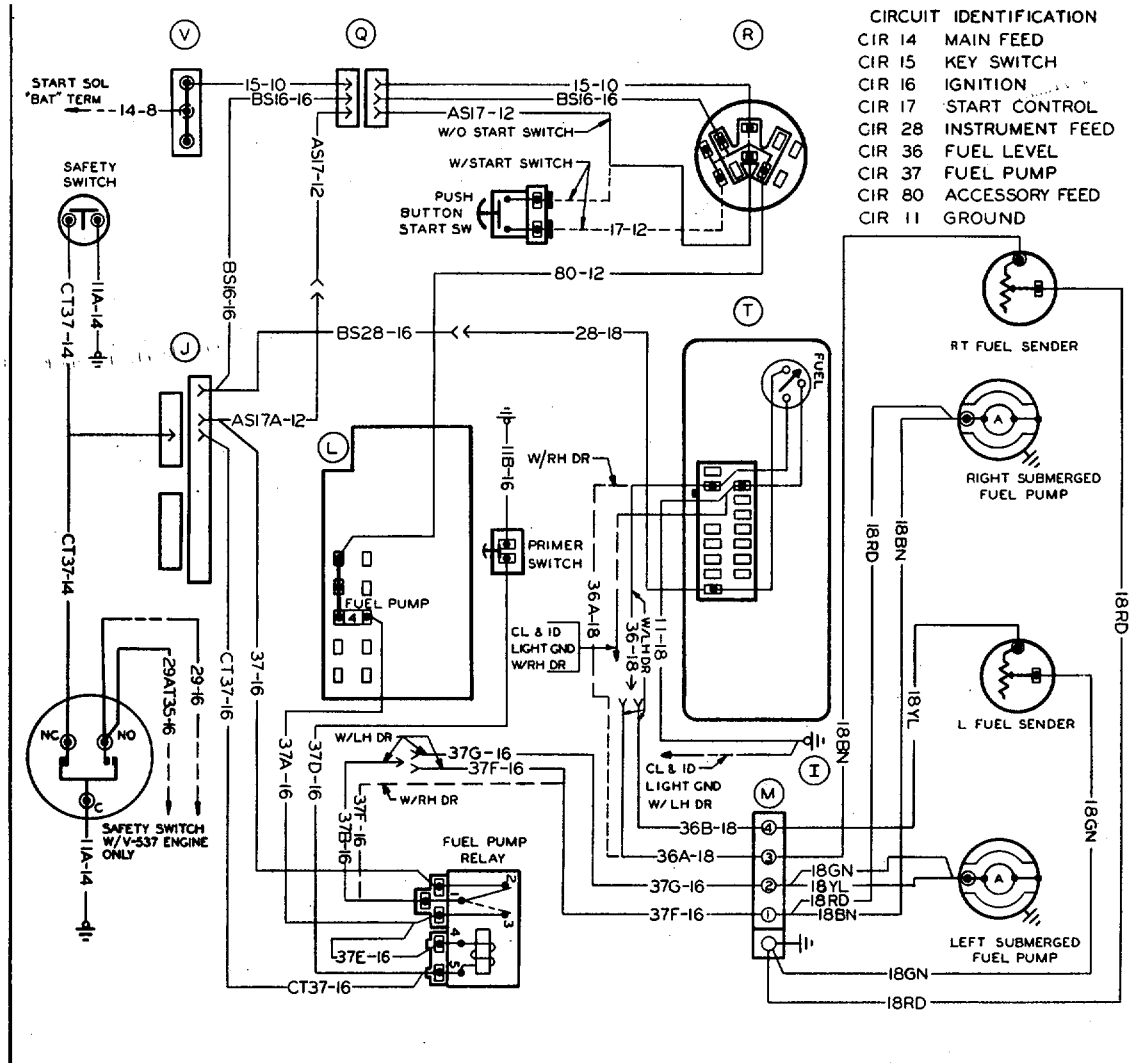 CIRCUIT IDENTIFICATION
CIR 14 MAIN FEED
CIR 15 KEY SWITCH
CIR 16 IGNITION
CIR 17 START CONTROL
CIR 28 INSTRUMENT FEED
CIR 36 FUEL LEVEL
CIR 37 FUEL PUMP
CIR 80 ACCESSORY FEED
CIR 11 GROUND
V
Q
R
START SOL
"BAT" TERM
14-8
15-10
BS16-16
15-10
BS16-16
AS17-12
W/O START SWITCH
W/START SWITCH
AS17-12
SAFETY
SWITCH
PUSH
BUTTON
START SW
17-12
80-12
CT37-14
11A-14
BS16-16
J
BS28-16
28-18
T
FUEL
RT FUEL SENDER
AS17A-12
L
11B-16
W/RH DR
A
RIGHT SUBMERGED
FUEL PUMP
PRIMER
SWITCH
FUEL PUMP
4
CT37-14
18RD
18BN
18RD
36A-18
36-18
W/LH DR
11-18
CL & ID
LIGHT GND
W/RH DR
29AT35-16
29-16
CT37-16
37-16
NC
NO
C
37A-16
37D-16
W/LH DR
37G-16
37F-16
W/RH DR
37B-16
37F-16
CL & ID
LIGHT GND
W/LH DR
I
18BN
18YL
L FUEL SENDER
18GN
SAFETY SWITCH
W/V-537 ENGINE
ONLY
11A-14
FUEL PUMP
RELAY
M
36B-18
4
36A-18
3
37G-16
2
18GN
18YL
37F-16
1
18RD
18BN
A
LEFT SUBMERGED
FUEL PUMP
2
1
3
4
5
37E-16
CT37-16
18GN
18RD